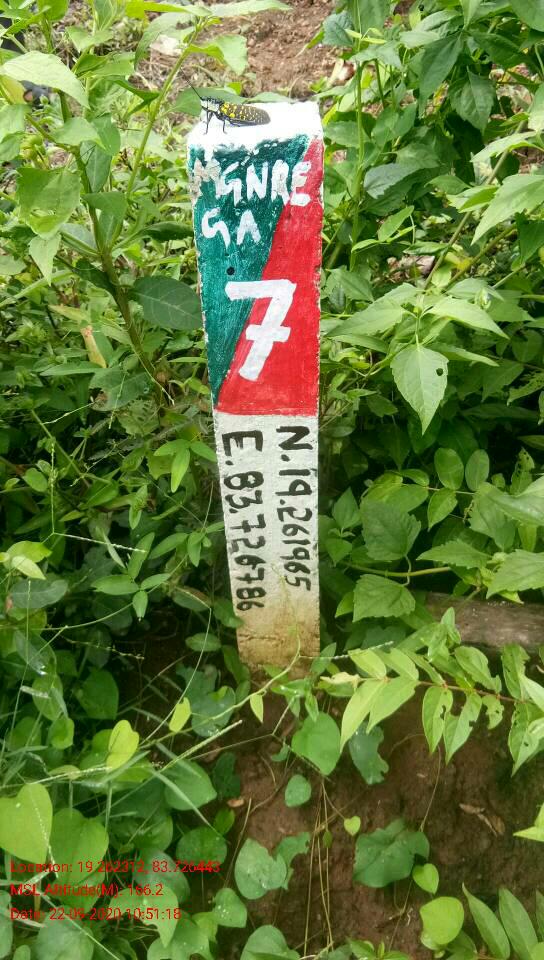 MGNRE
GA
7
N.19.261965
E.83.726786
Location: 19.262312, 83.726443
MSL Altitude(M): 156.2
Date: 22-09-2020 10:51:18